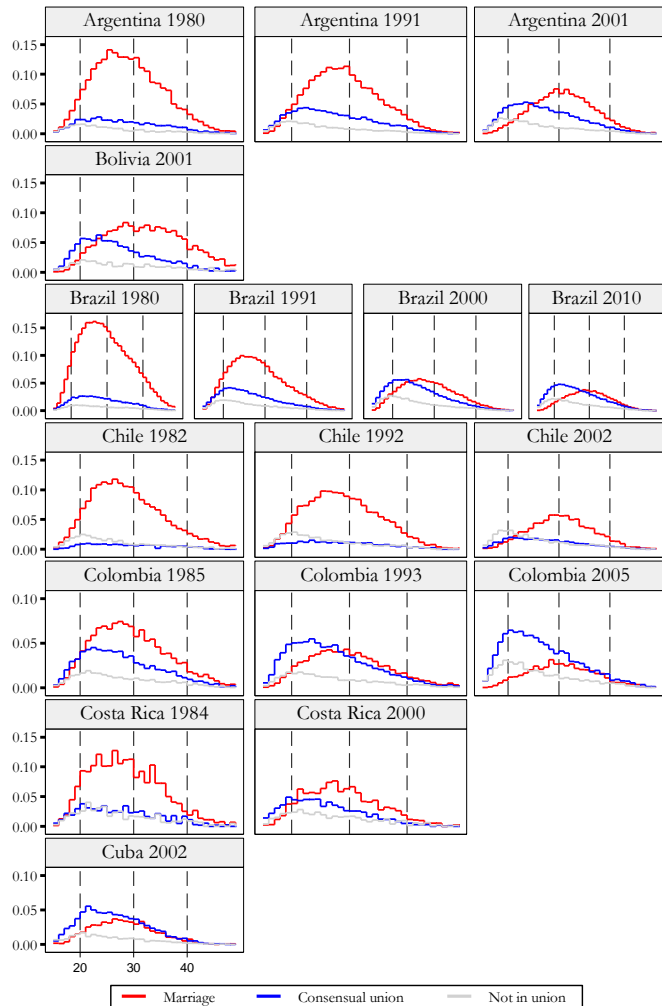 Argentina 1980 Argentina 1991 Argentina 2001
0.15
0.10
0.05
0.00
Bolivia 2001
0.15
0.10
0.05
0.00
Brazil 1980 Brazil 1991 Brazil 2000 Brazil 2010
0.15
0.10
0.05
0.00
Chile 1982 Chile 1992 Chile 2002
0.15
0.10
0.05
0.00
Colombia 1985 Colombia 1993 Colombia 2005
0.10
0.05
0.00
Costa Rica 1984 Costa Rica 2000
0.15
0.10
0.05
0.00
Cuba 2002
0.10
0.05
0.00
20 30 40
Marriage Consensual union Not in union